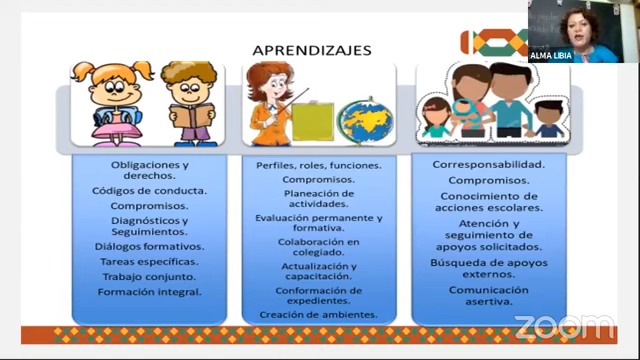 ALMA LIBIA
APRENDIZAJES
Obligaciones y
derechos.
Códigos de conducta.
Compromisos.
Diagnósticos y
Seguimientos.
Diálogos formativos.
Tareas específicas.
Trabajo conjunto.
Formación integral.
Perfiles, roles, funciones.
Compromisos.
Planeación de
actividades.
Evaluación permanente y
formativa.
Colaboración en
colegiado.
Actualización y
capacitación.
Conformación de
expedientes.
Creación de ambientes.
Corresponsabilidad.
Compromisos.
Conocimiento de
acciones escolares.
Atención y
seguimiento de
apoyos solicitados.
Búsqueda de apoyos
externos.
Comunicación
asertiva.
zoom